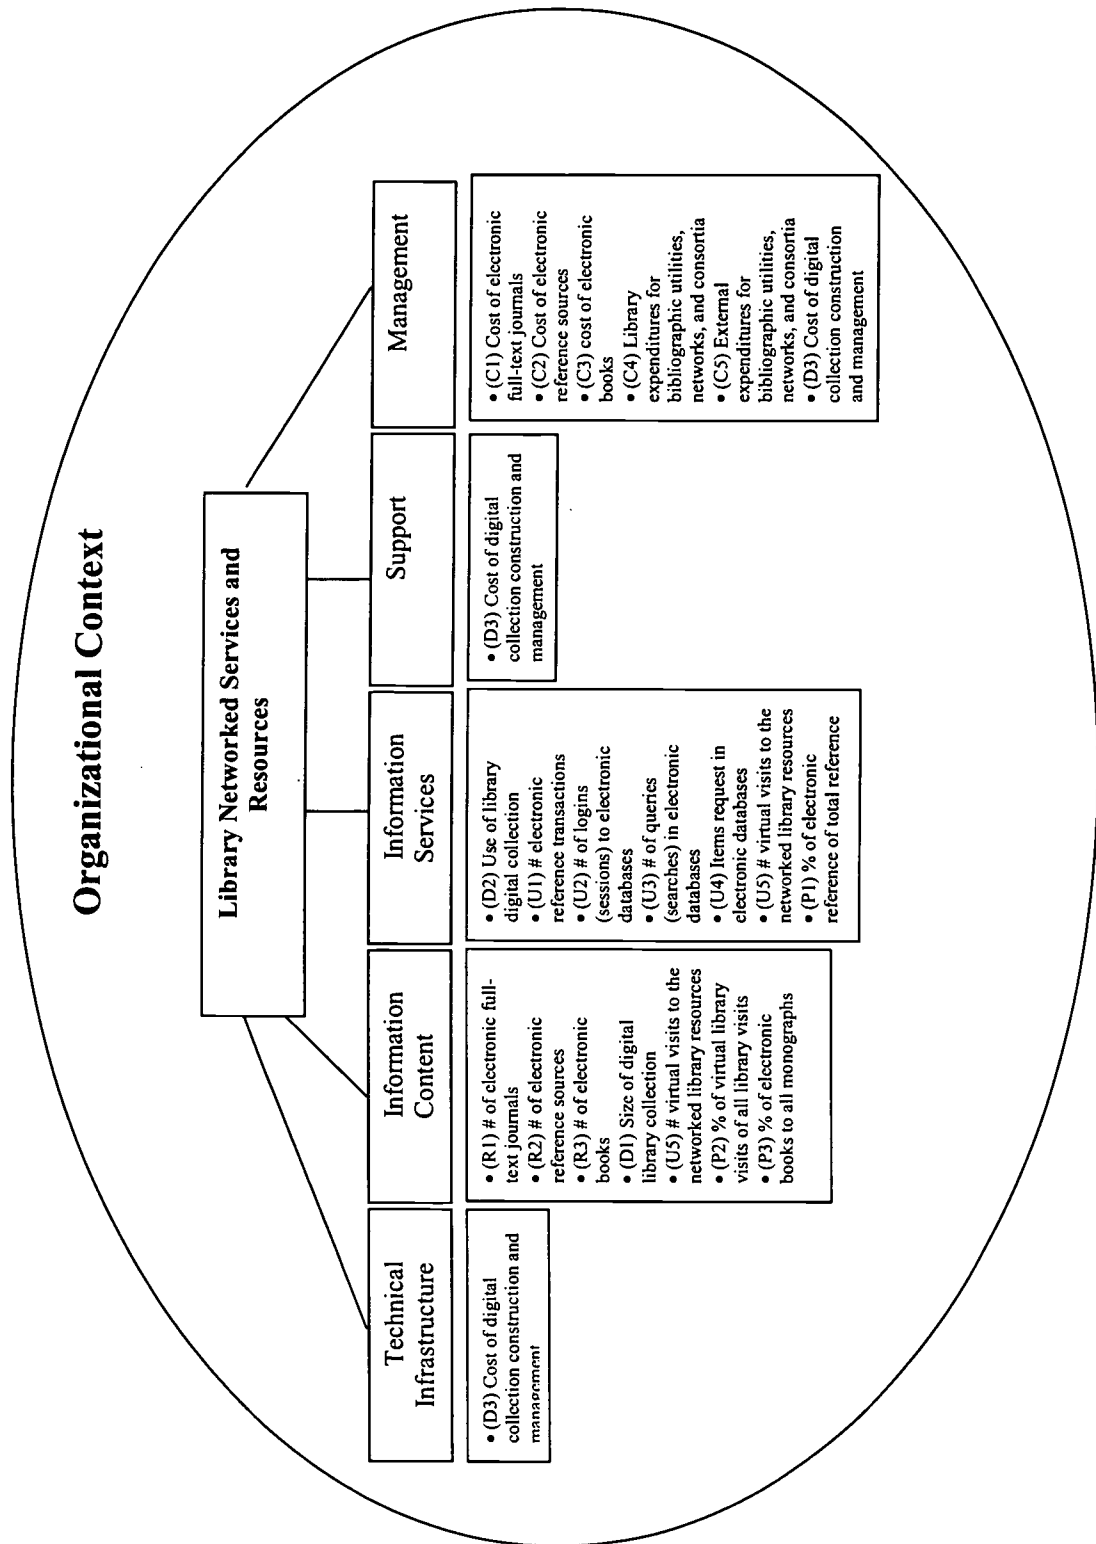 Organizational Context
Library Networked Services and
Resources
Technical
Infrastructure
• (D3) Cost of digital
collection construction and
management
Information
Content
• (R1) # of electronic full-
text journals
• (R2) # of electronic
reference sources
• (R3) # of electronic
books
• (D1) Size of digital
library collection
• (U5) # virtual visits to the
networked library resources
• (P2) % of virtual library
visits of all library visits
• (P3) % of electronic
books to all monographs
Information
Services
• (D2) Use of library
digital collection
• (U1) # electronic
reference transactions
• (U2) # of logins
(sessions) to electronic
databases
• (U3) # of queries
(searches) in electronic
databases
• (U4) Items request in
electronic databases
• (U5) # virtual visits to the
networked library resources
• (P1) % of electronic
reference of total reference
Support
• (D3) Cost of digital
collection construction and
management
Management
• (C1) Cost of electronic
full-text journals
• (C2) Cost of electronic
reference sources
• (C3) cost of electronic
books
• (C4) Library
expenditures for
bibliographic utilities,
networks, and consortia
• (C5) External
expenditures for
bibliographic utilities,
networks, and consortia
• (D3) Cost of digital
collection construction
and management